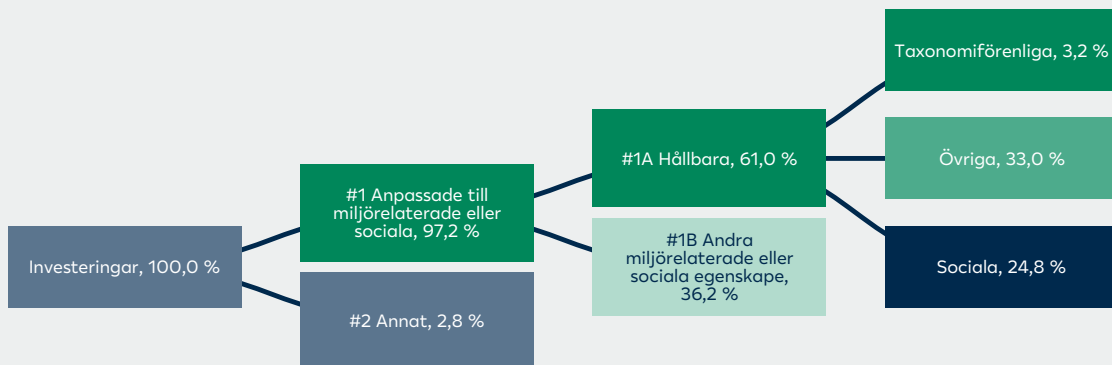 Investeringar, 100,0 %
#1 Anpassade till
miljörelaterade eller
sociala, 97,2 %
#2 Annat, 2,8 %
#1A Hållbara, 61,0 %
#1B Andra
miljörelaterade eller
sociala egenskape,
36,2 %
Taxonomiförenliga, 3,2 %
Övriga, 33,0 %
Sociala, 24,8 %